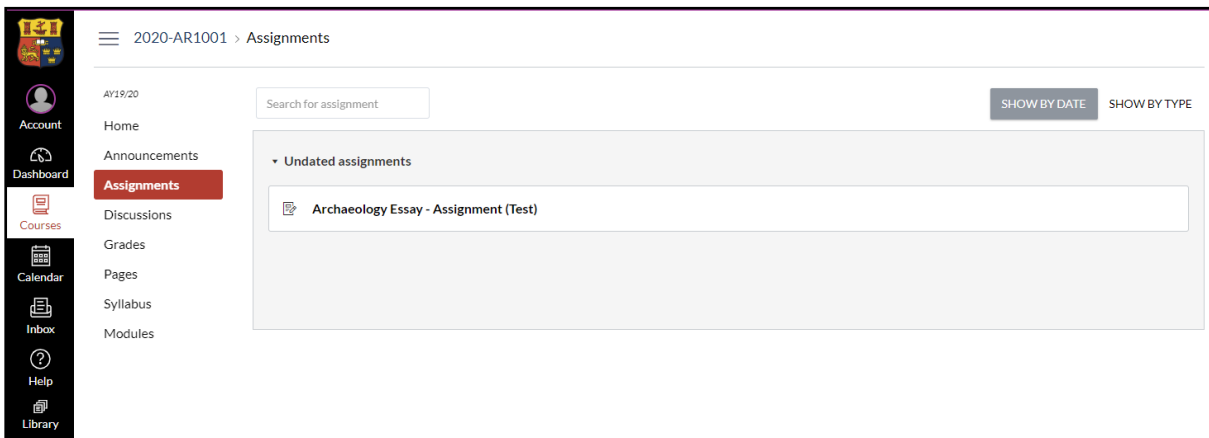 2020-AR1001 > Assignments
Account
Dashboard
Courses
Calendar
Inbox
Help
Library
AY19/20
Home
Announcements
Assignments
Discussions
Grades
Pages
Syllabus
Modules
Search for assignment
SHOW BY DATE
SHOW BY TYPE
Undated assignments
Archaeology Essay - Assignment (Test)